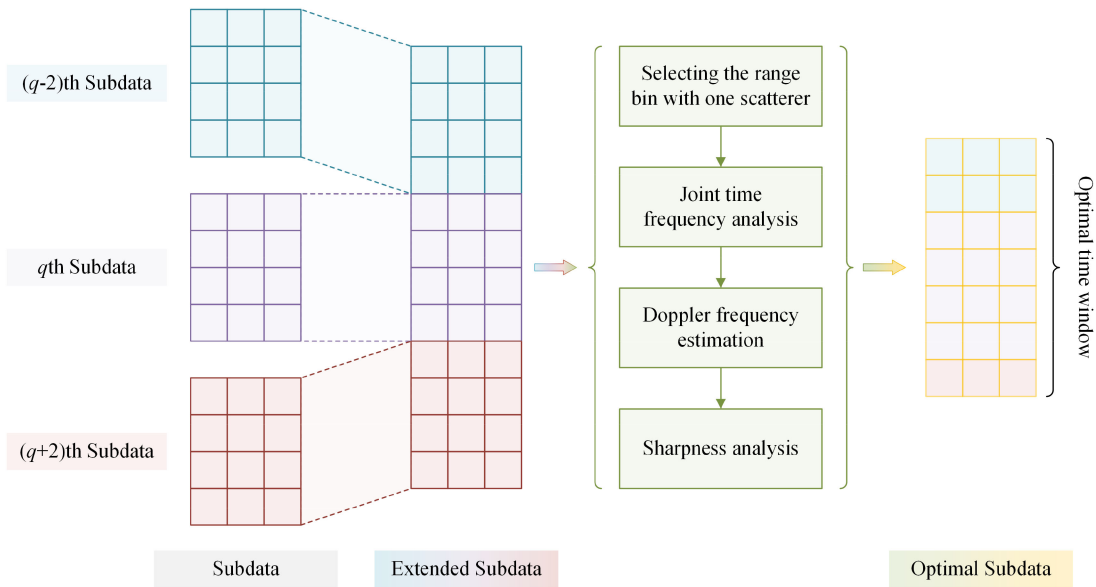 (q-2)th Subdata
qth Subdata
(q+2)th Subdata
Selecting the range
bin with one scatterer
Joint time
frequency analysis
Doppler frequency
estimation
Sharpness analysis
Optimal time window
Subdata
Extended Subdata
Optimal Subdata